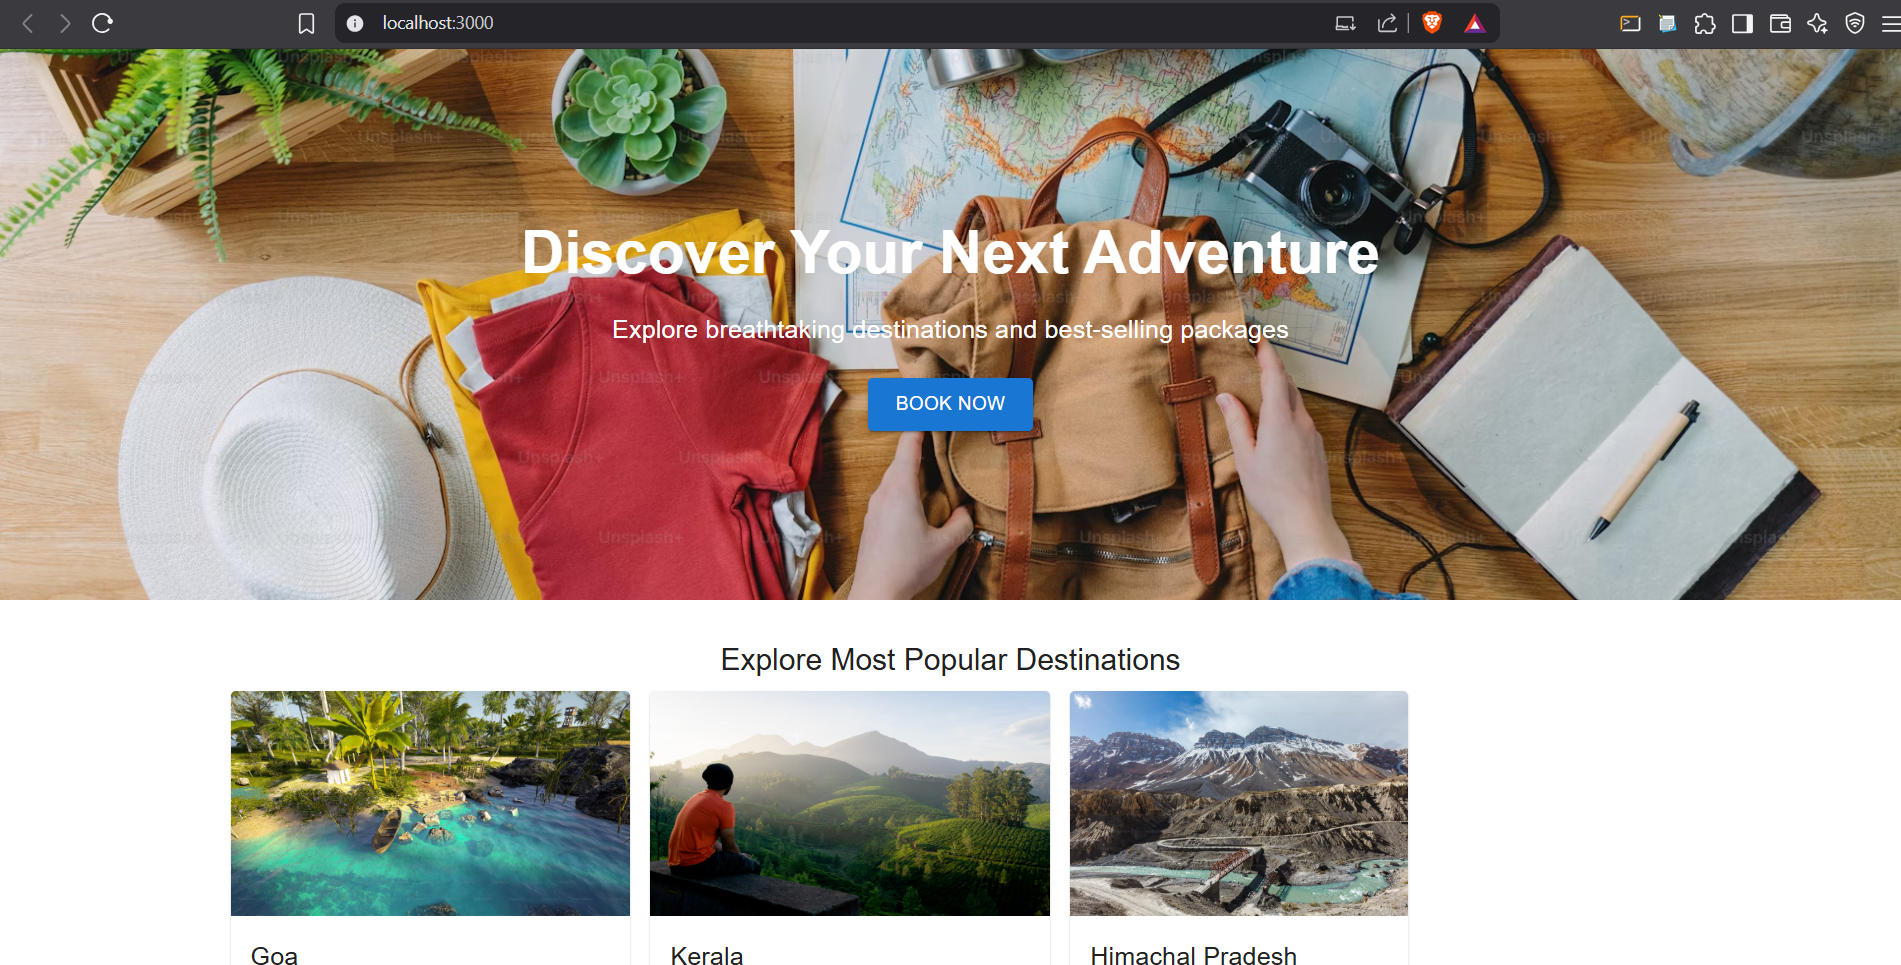 localhost:3000
Discover Your Next Adventure
Explore breathtaking destinations and best-selling packages
BOOK NOW
Explore Most Popular Destinations
Goa
Kerala
Himachal Pradesh
Unsplash+